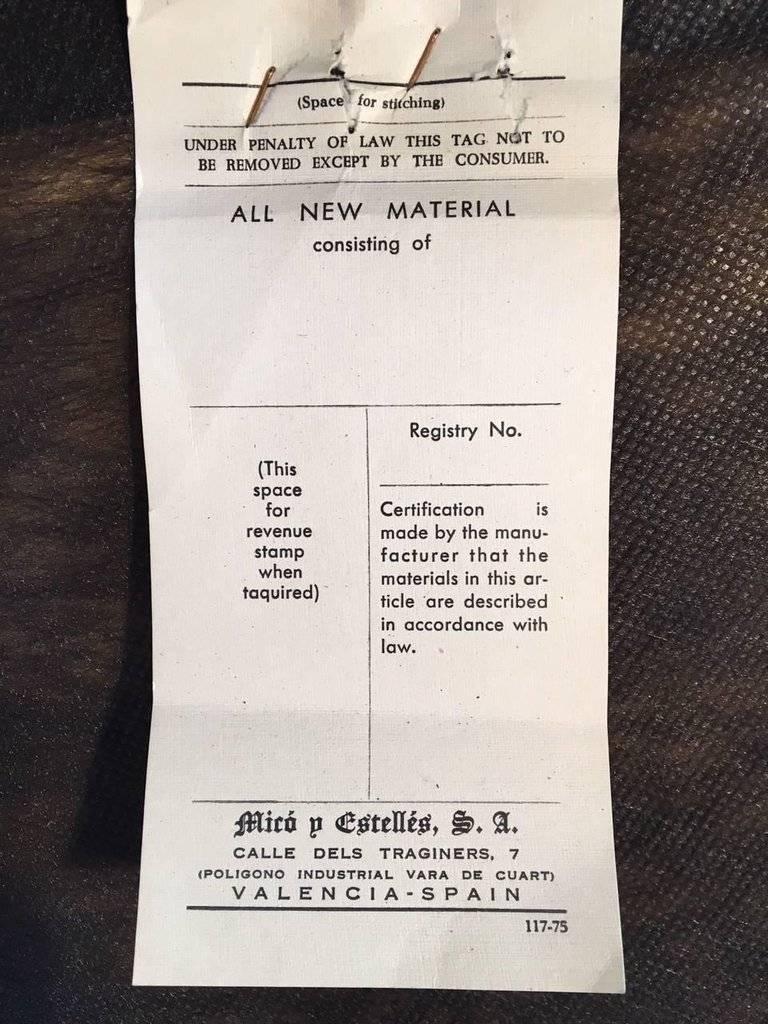 (Space for stitching)
UNDER PENALTY OF LAW THIS TAG NOT TO
BE REMOVED EXCEPT BY THE CONSUMER.
ALL NEW MATERIAL
consisting of
(This
space
for
revenue
stamp
when
taquired)
Registry No.
Certification is
made by the manu-
facturer that the
materials in this ar-
ticle are described
in accordance with
law.
Micó y Estellés, S. A.
CALLE DELS TRAGINERS, 7
(POLIGONO INDUSTRIAL VARA DE CUART)
VALENCIA-SPAIN
117-75